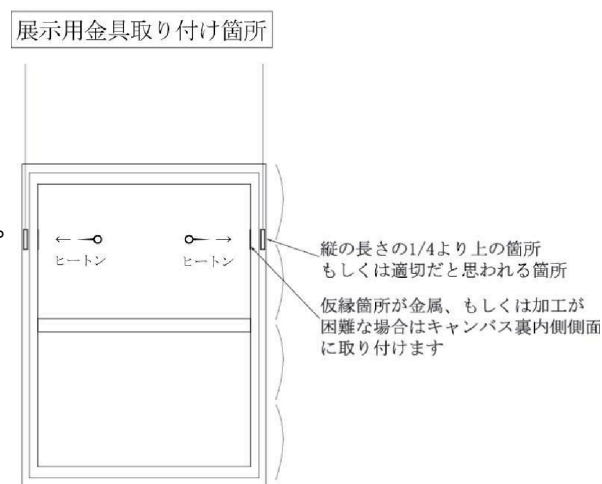 展示用金具取り付け箇所
ヒートン
ヒートン
縦の長さの1/4より上の箇所
もしくは適切だと思われる箇所
仮縁箇所が金属、もしくは加工が
困難な場合はキャンバス裏内側側面
に取り付けます